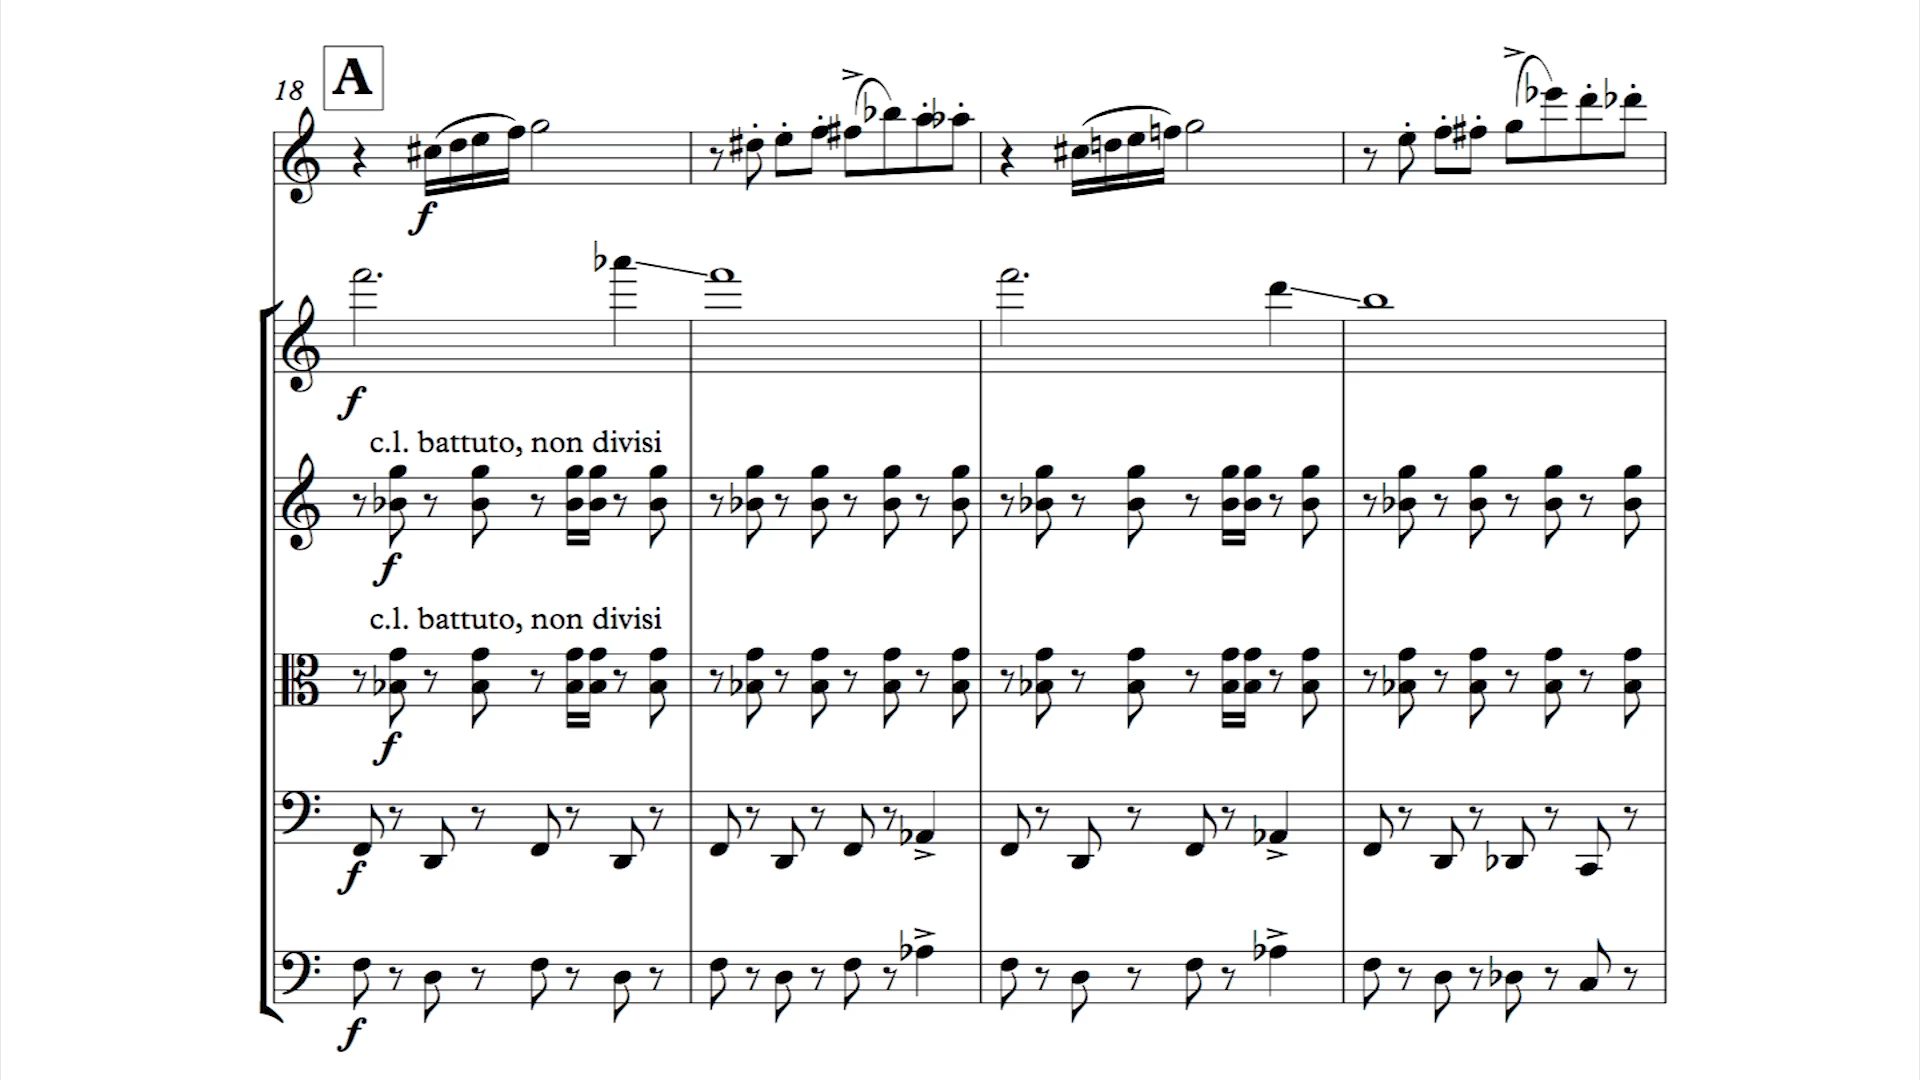 A
18
f
f
c.l. battuto, non divisi
f
c.l. battuto, non divisi
f
f
f